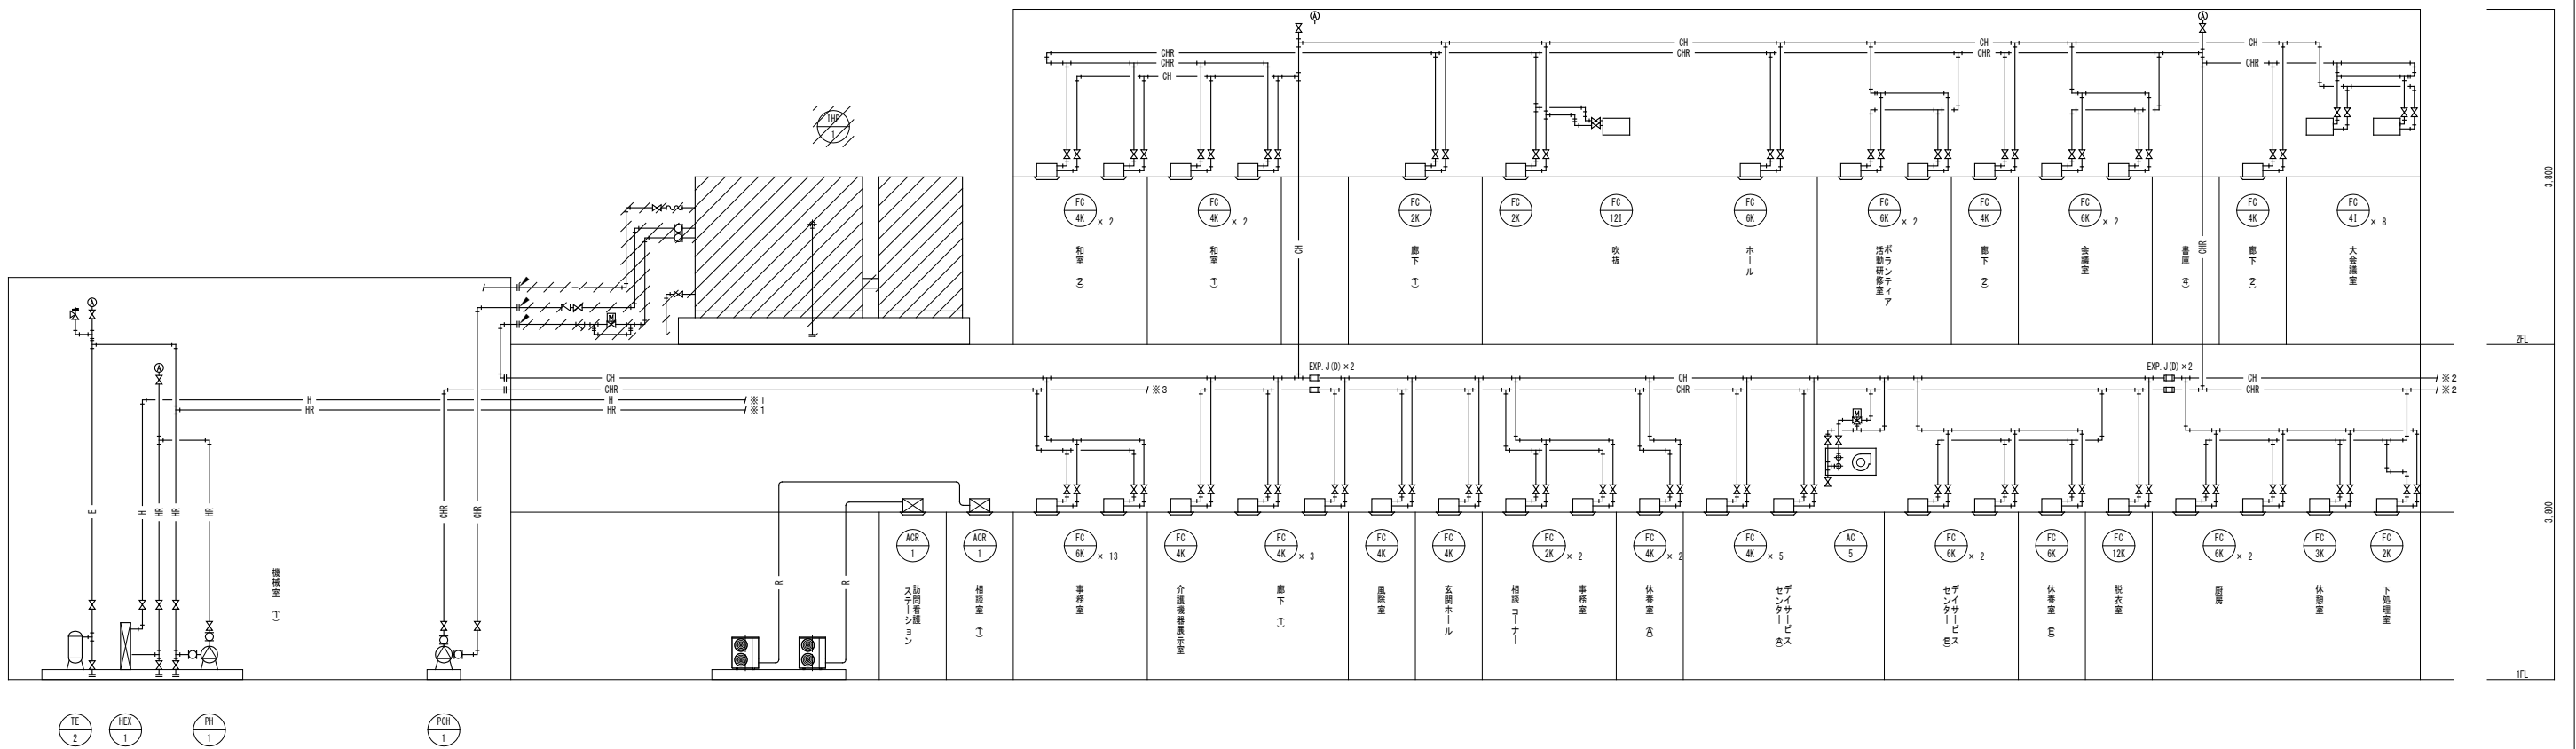 Ⓐ
Ⓐ
CH
CH
CH
CHR
CHR
CHR
CHR
CHR
CH
IHP
1
3,800
FC
4K × 2
FC
4K × 2
FC
2K
FC
2K
FC
12I
FC
6K
FC
6K × 2
FC
4K
FC
6K × 2
FC
4K
FC
4I × 8
CH
CHR
和室 (2)
和室 (1)
廊下 (1)
吹抜
ホール
ボランティア
活動研修室
廊下 (2)
会議室
書庫 (4)
廊下 (2)
大会議室
Ⓐ
M
2FL
Ⓐ
EXP.J(D)×2
EXP.J(D)×2
CH
CH
CH
※2
CHR
※3
CHR
CHR
※2
H
H
※1
HR
HR
※1
M
E
H
HR
HR
HR
CHR
CHR
3,800
R
R
ACR
1
ACR
1
FC
6K × 13
FC
4K
FC
4K × 3
FC
4K
FC
4K
FC
2K × 2
FC
4K × 2
FC
4K × 5
AC
5
FC
6K × 2
FC
6K
FC
12K
FC
6K × 2
FC
3K
FC
2K
機械室 (1)
訪問看護
ステーション
相談室 (1)
事務室
介護機器展示室
廊下 (1)
風除室
玄関ホール
相談コーナー
事務室
休養室 (A)
デイサービス
センター (A)
デイサービス
センター (B)
休養室 (B)
脱衣室
厨房
休憩室
下処理室
1FL
TE
2
HEX
1
PH
1
PCH
1